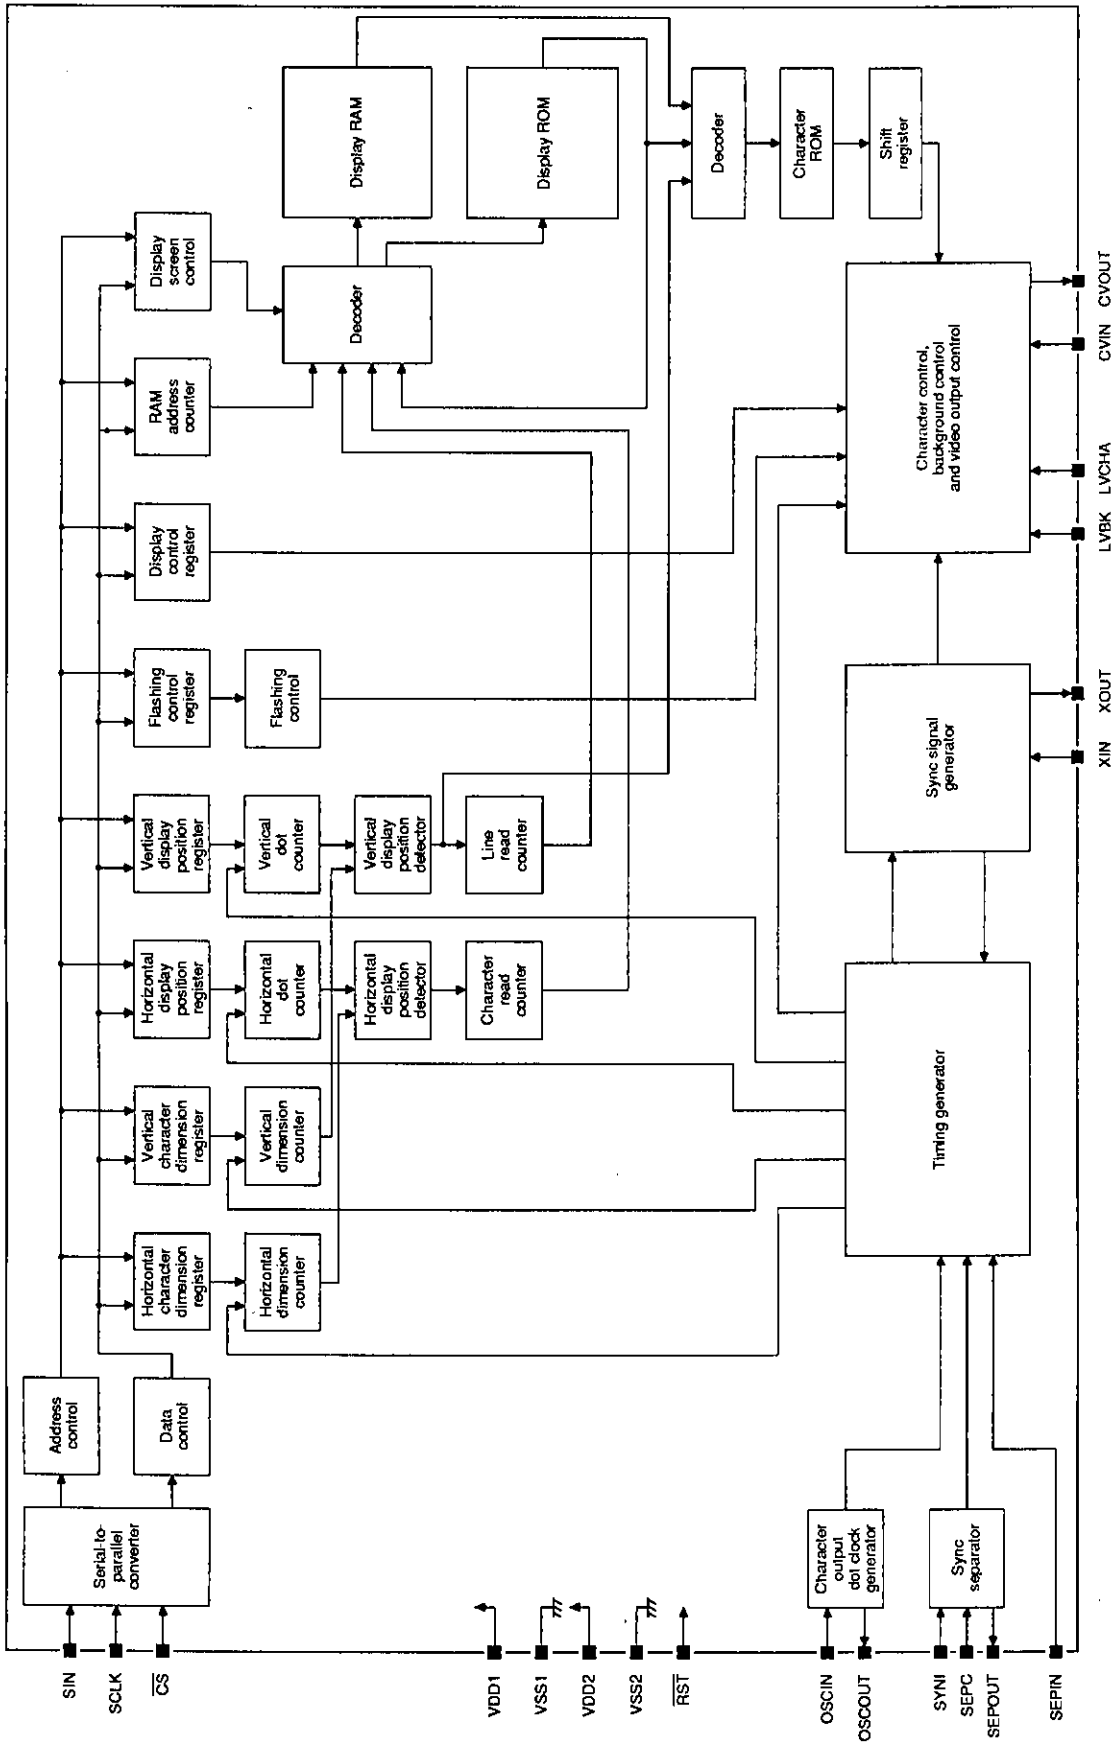 SIN
SCLK
CS
VDD1
VSS1
VDD2
VSS2
RST
OSCIN
OSCOUT
SYNI
SEPC
SEPOUT
SEPIN
Serial-to-
parallel
converter
Address
control
Data
control
Horizontal
character
dimension
register
Vertical
character
dimension
register
Horizontal
display
position
register
Vertical
display
position
register
Flashing
control
register
Display
control
register
RAM
address
counter
Display
screen
control
Horizontal
dimension
counter
Vertical
dimension
counter
Horizontal
dot
counter
Vertical
dot
counter
Flashing
control
Horizontal
display
position
detector
Vertical
display
position
detector
Character
read
counter
Line
read
counter
Decoder
Display RAM
Display ROM
Decoder
Character
ROM
Shift
register
Character
output
dot clock
generator
Sync
separator
Timing generator
Sync signal
generator
Character control,
background control
and video output control
XIN
XOUT
LVBK
LVCHA
CVIN
CVOUT